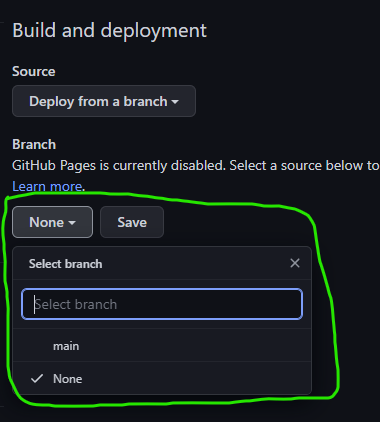 Build and deployment
Source
Deploy from a branch
Branch
GitHub Pages is currently disabled. Select a source below to
Learn more.
None Save
Select branch
Select branch
main
None